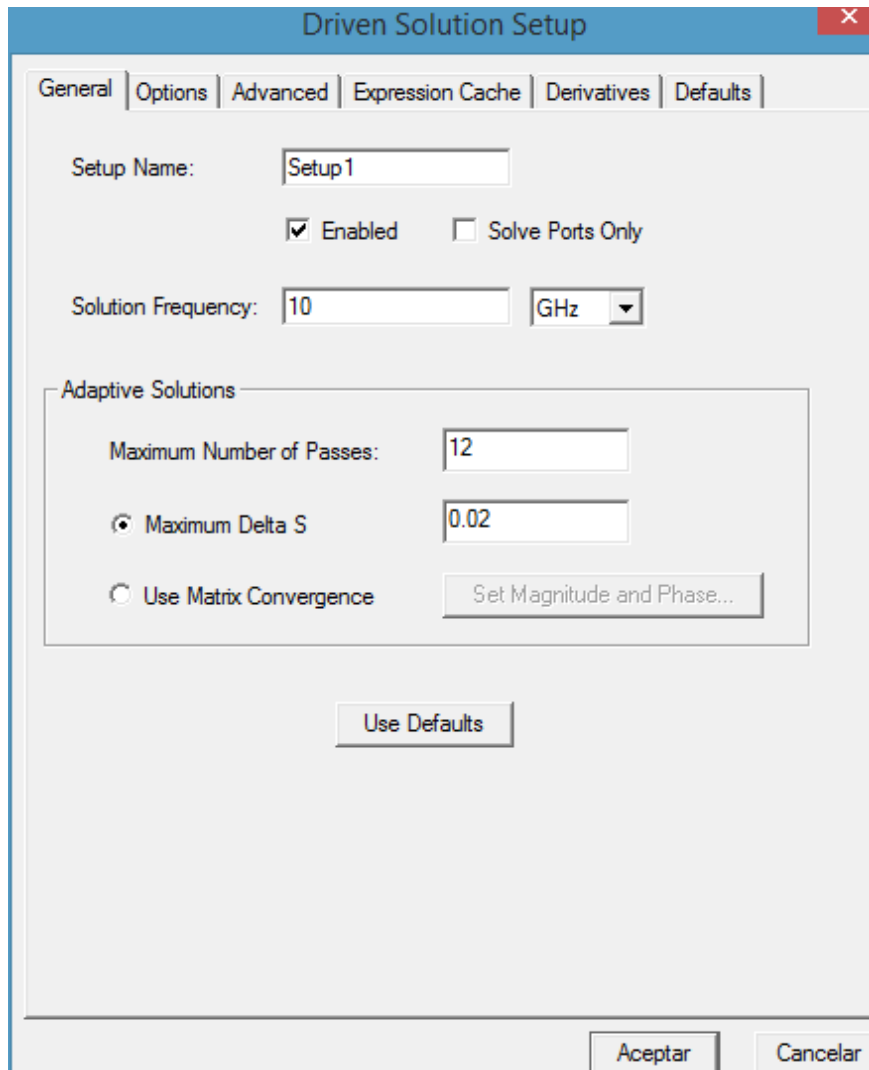 Driven Solution Setup
General Options Advanced Expression Cache Derivatives Defaults
Setup Name: Setup1
Enabled Solve Ports Only
Solution Frequency: 10 GHz
Adaptive Solutions
Maximum Number of Passes: 12
Maximum Delta S 0.02
Use Matrix Convergence Set Magnitude and Phase...
Use Defaults
Aceptar Cancelar